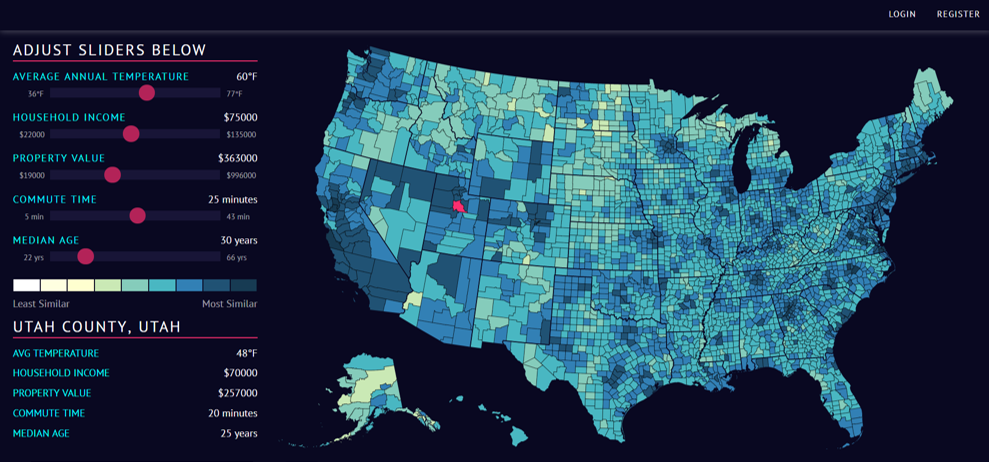 LOGIN REGISTER
ADJUST SLIDERS BELOW
AVERAGE ANNUAL TEMPERATURE 60°F
36°F 77°F
HOUSEHOLD INCOME $75000
$22000 $135000
PROPERTY VALUE $363000
$19000 $996000
COMMUTE TIME 25 minutes
5 min 43 min
MEDIAN AGE 30 years
22 yrs 66 yrs
Least Similar Most Similar
UTAH COUNTY, UTAH
AVG TEMPERATURE 48°F
HOUSEHOLD INCOME $70000
PROPERTY VALUE $257000
COMMUTE TIME 20 minutes
MEDIAN AGE 25 years